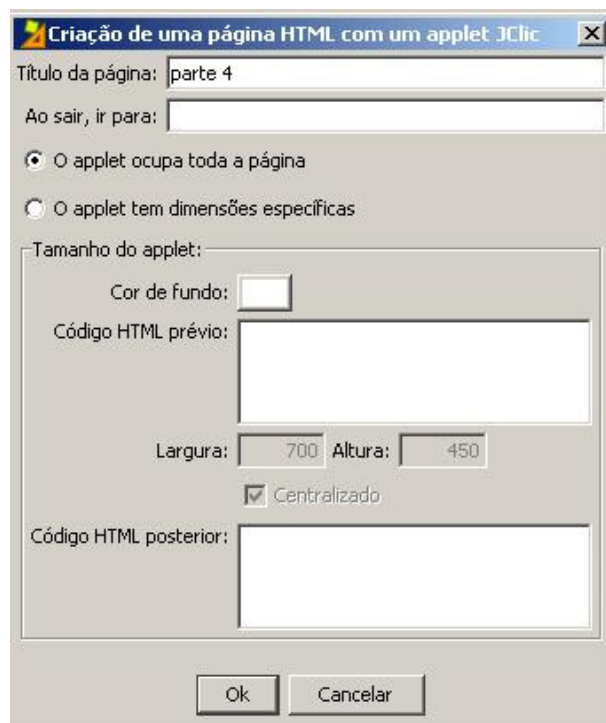 Criação de uma página HTML com um applet JClic
Título da página: parte 4
Ao sair, ir para:
O applet ocupa toda a página
O applet tem dimensões específicas
Tamanho do applet:
Cor de fundo:
Código HTML prévio:
Largura: 700 Altura: 450
Centralizado
Código HTML posterior:
Ok Cancelar